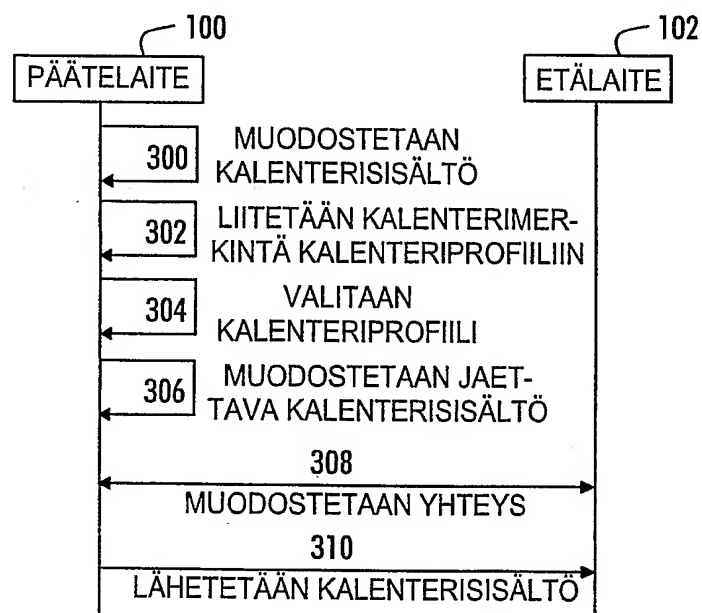 100
102
PÄÄTELAITE
ETÄLAITE
300
MUODOSTETAAN
KALENTERISISÄLTÖ
302
LIITETÄÄN KALENTERIMER-
KINTÄ KALENTERIPROFIILIIN
304
VALITAAN
KALENTERIPROFIILI
306
MUODOSTETAAN JAET-
TAVA KALENTERISISÄLTÖ
308
MUODOSTETAAN YHTEYS
310
LÄHETETÄÄN KALENTERISISÄLTÖ